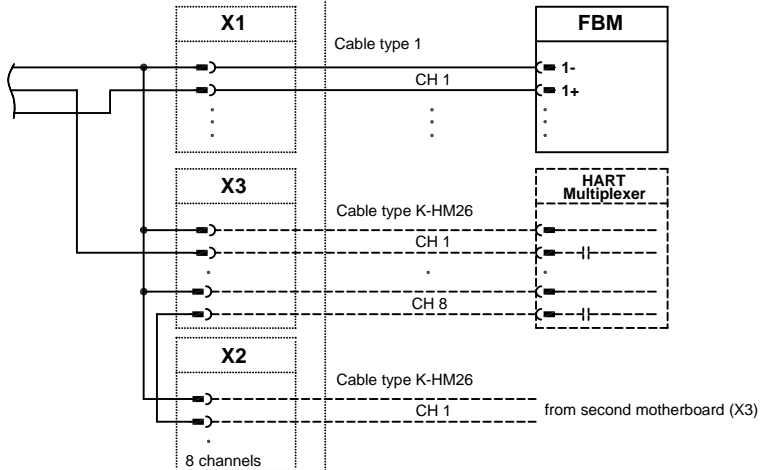 X1
FBM
Cable type 1
1-
CH 1
1+
X3
HART
Multiplexer
Cable type K-HM26
CH 1
CH 8
X2
Cable type K-HM26
CH 1
from second motherboard (X3)
8 channels